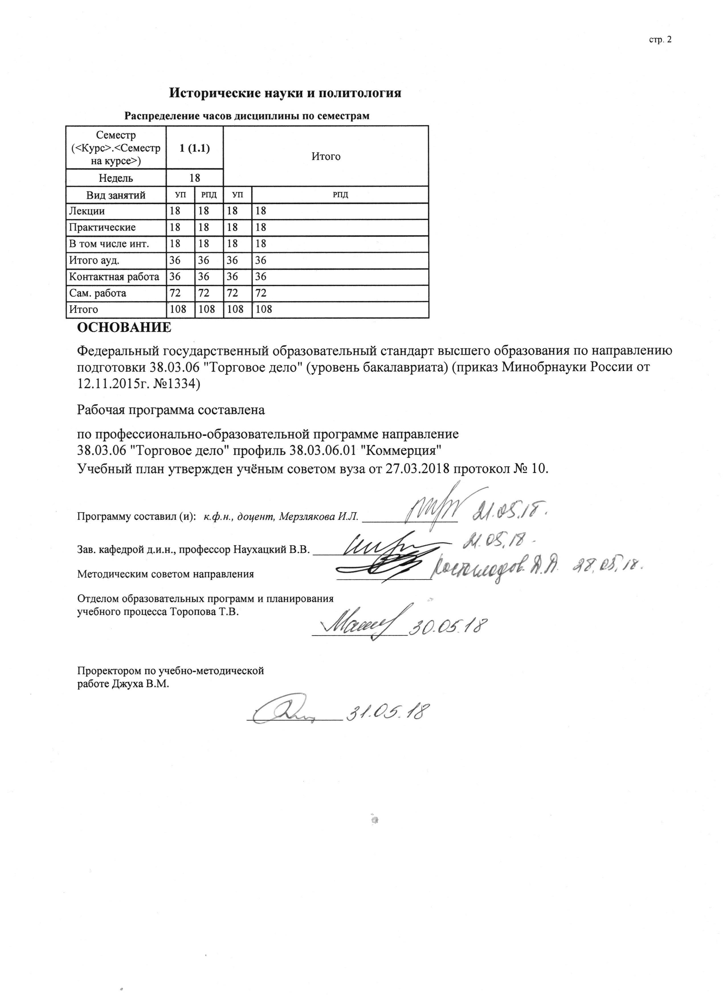 стр. 2
Исторические науки и политология
Распределение часов дисциплины по семестрам
Семестр
(<Курс>.<Семестр
на курсе>)
1 (1.1)
Итого
Недель 18
Вид занятий УП РПД УП РПД
Лекции 18 18 18 18
Практические 18 18 18 18
В том числе инт. 18 18 18 18
Итого ауд. 36 36 36 36
Контактная работа 36 36 36 36
Сам. работа 72 72 72 72
Итого 108 108 108 108
ОСНОВАНИЕ
Федеральный государственный образовательный стандарт высшего образования по направлению
подготовки 38.03.06 "Торговое дело" (уровень бакалавриата) (приказ Минобрнауки России от
12.11.2015г. №1334)
Рабочая программа составлена
по профессионально-образовательной программе направление
38.03.06 "Торговое дело" профиль 38.03.06.01 "Коммерция"
Учебный план утвержден учёным советом вуза от 27.03.2018 протокол № 10.
Программу составил (и): к.ф.н., доцент, Мерзлякова И.Л. 21.05.18.
Зав. кафедрой д.и.н., профессор Наухацкий В.В. 21.05.18.
Методическим советом направления Д.Д. 28.05.18.
Отделом образовательных программ и планирования
учебного процесса Торопова Т.В.
30.05.18
Проректором по учебно-методической
работе Джуха В.М.
31.05.18